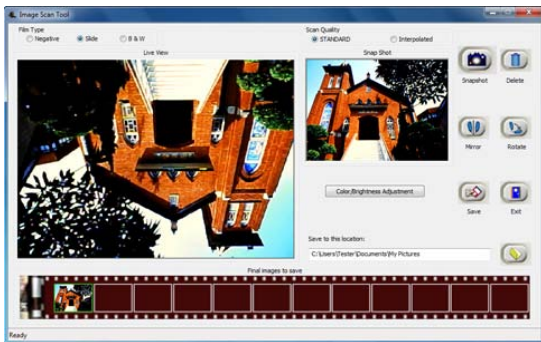 Image Scan Tool
Film Type
Negative
Slide
B & W
Scan Quality
STANDARD
Interpolated
Live View
Snap Shot
Snapshot
Delete
Mirror
Rotate
Color/Brightness Adjustment
Save
Exit
Save to this location:
C:\Users\Tester\Documents\My Pictures
Final images to save
Ready